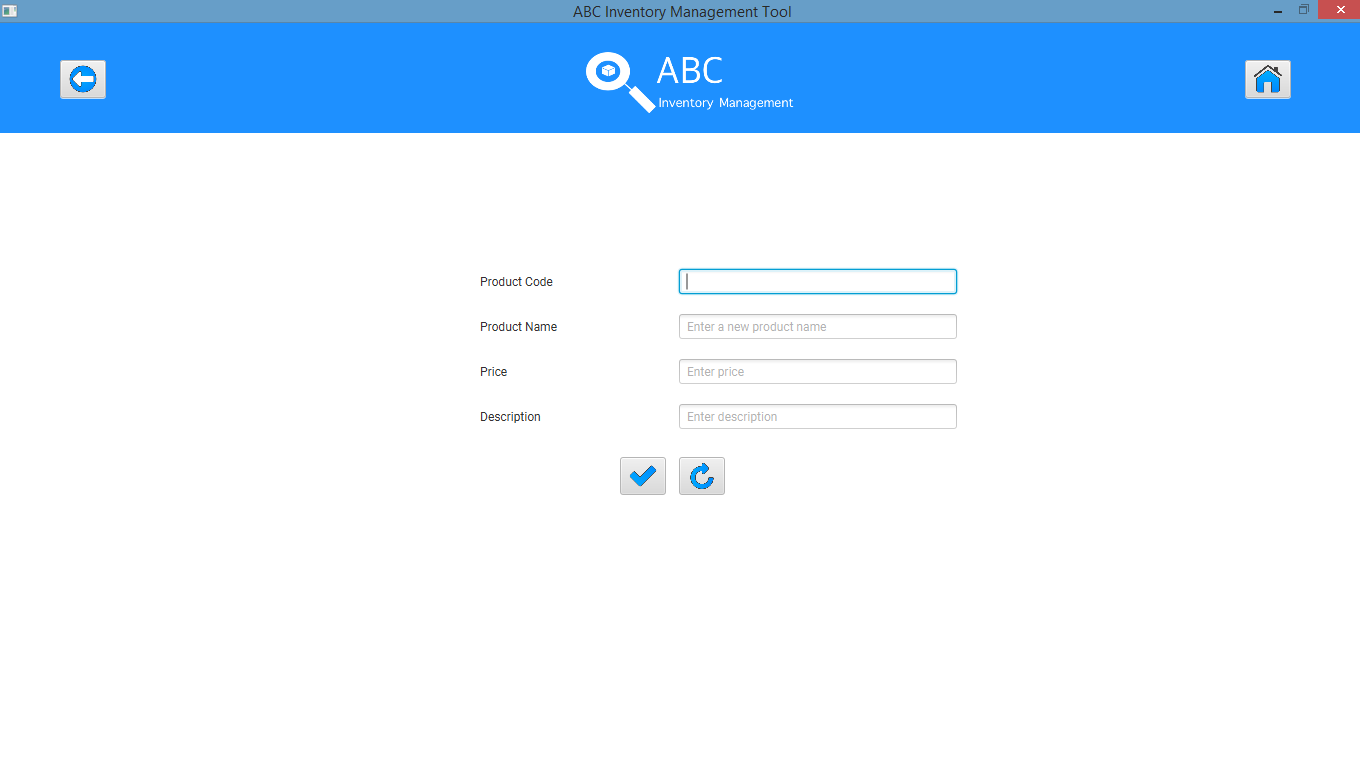 ABC Inventory Management Tool
ABC
Inventory Management
Product Code
Product Name Enter a new product name
Price Enter price
Description Enter description